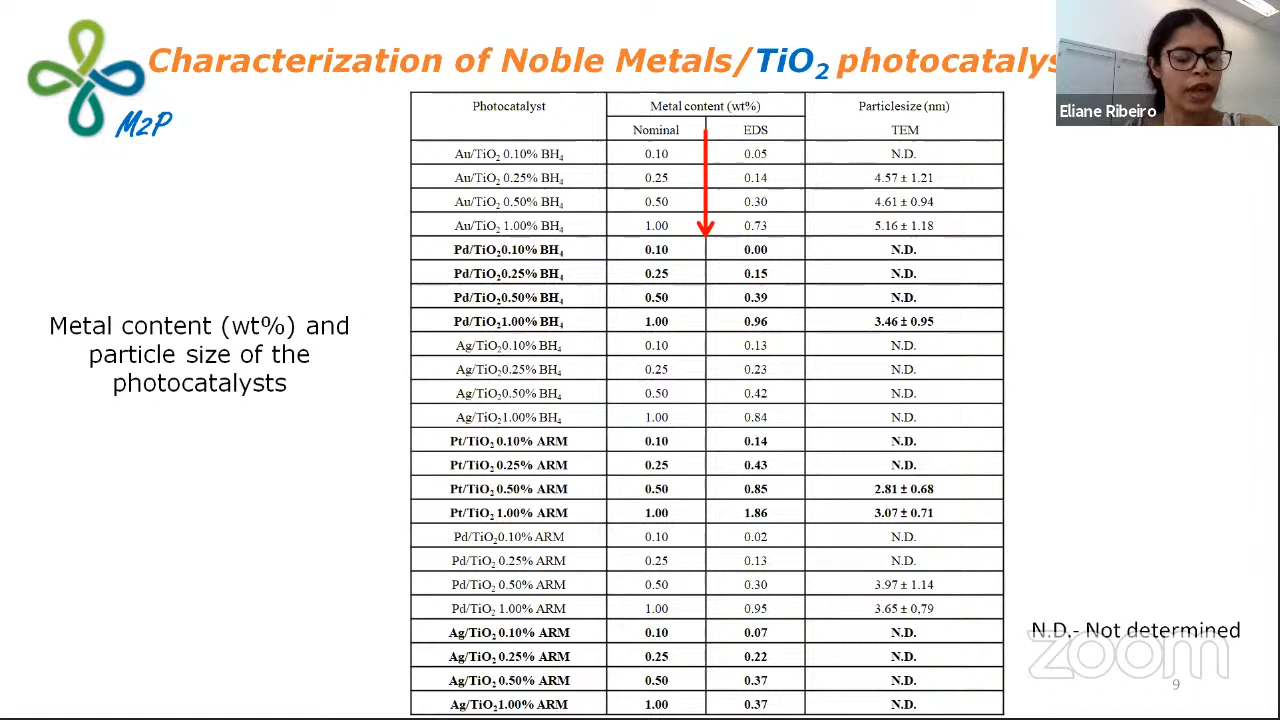 Characterization of Noble Metals/TiO2 photocatalys
Eliane Ribeiro
M2P
Metal content (wt%) and
particle size of the
photocatalysts
Photocatalyst Metal content (wt%) Particlesize (nm)
Nominal EDS TEM
Au/TiO2 0.10% BH4 0.10 0.05 N.D.
Au/TiO2 0.25% BH4 0.25 0.14 4.57 ± 1.21
Au/TiO2 0.50% BH4 0.50 0.30 4.61 ± 0.94
Au/TiO2 1.00% BH4 1.00 0.73 5.16 ± 1.18
Pd/TiO2 0.10% BH4 0.10 0.00 N.D.
Pd/TiO2 0.25% BH4 0.25 0.15 N.D.
Pd/TiO2 0.50% BH4 0.50 0.39 N.D.
Pd/TiO2 1.00% BH4 1.00 0.96 3.46 ± 0.95
Ag/TiO2 0.10% BH4 0.10 0.13 N.D.
Ag/TiO2 0.25% BH4 0.25 0.23 N.D.
Ag/TiO2 0.50% BH4 0.50 0.42 N.D.
Ag/TiO2 1.00% BH4 1.00 0.84 N.D.
Pt/TiO2 0.10% ARM 0.10 0.14 N.D.
Pt/TiO2 0.25% ARM 0.25 0.43 N.D.
Pt/TiO2 0.50% ARM 0.50 0.85 2.81 ± 0.68
Pt/TiO2 1.00% ARM 1.00 1.86 3.07 ± 0.71
Pd/TiO2 0.10% ARM 0.10 0.02 N.D.
Pd/TiO2 0.25% ARM 0.25 0.13 N.D.
Pd/TiO2 0.50% ARM 0.50 0.30 3.97 ± 1.14
Pd/TiO2 1.00% ARM 1.00 0.95 3.65 ± 0,79
Ag/TiO2 0.10% ARM 0.10 0.07 N.D.
Ag/TiO2 0.25% ARM 0.25 0.22 N.D.
Ag/TiO2 0.50% ARM 0.50 0.37 N.D.
Ag/TiO2 1.00% ARM 1.00 0.37 N.D.
N.D.- Not determined
zoom
9